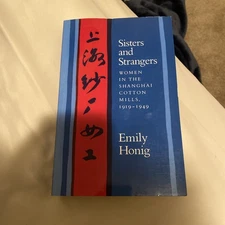 上海纱厂女工
Sisters
and
Strangers
WOMEN
IN THE
SHANGHAI
COTTON
MILLS,
1919–1949
Emily
Honig